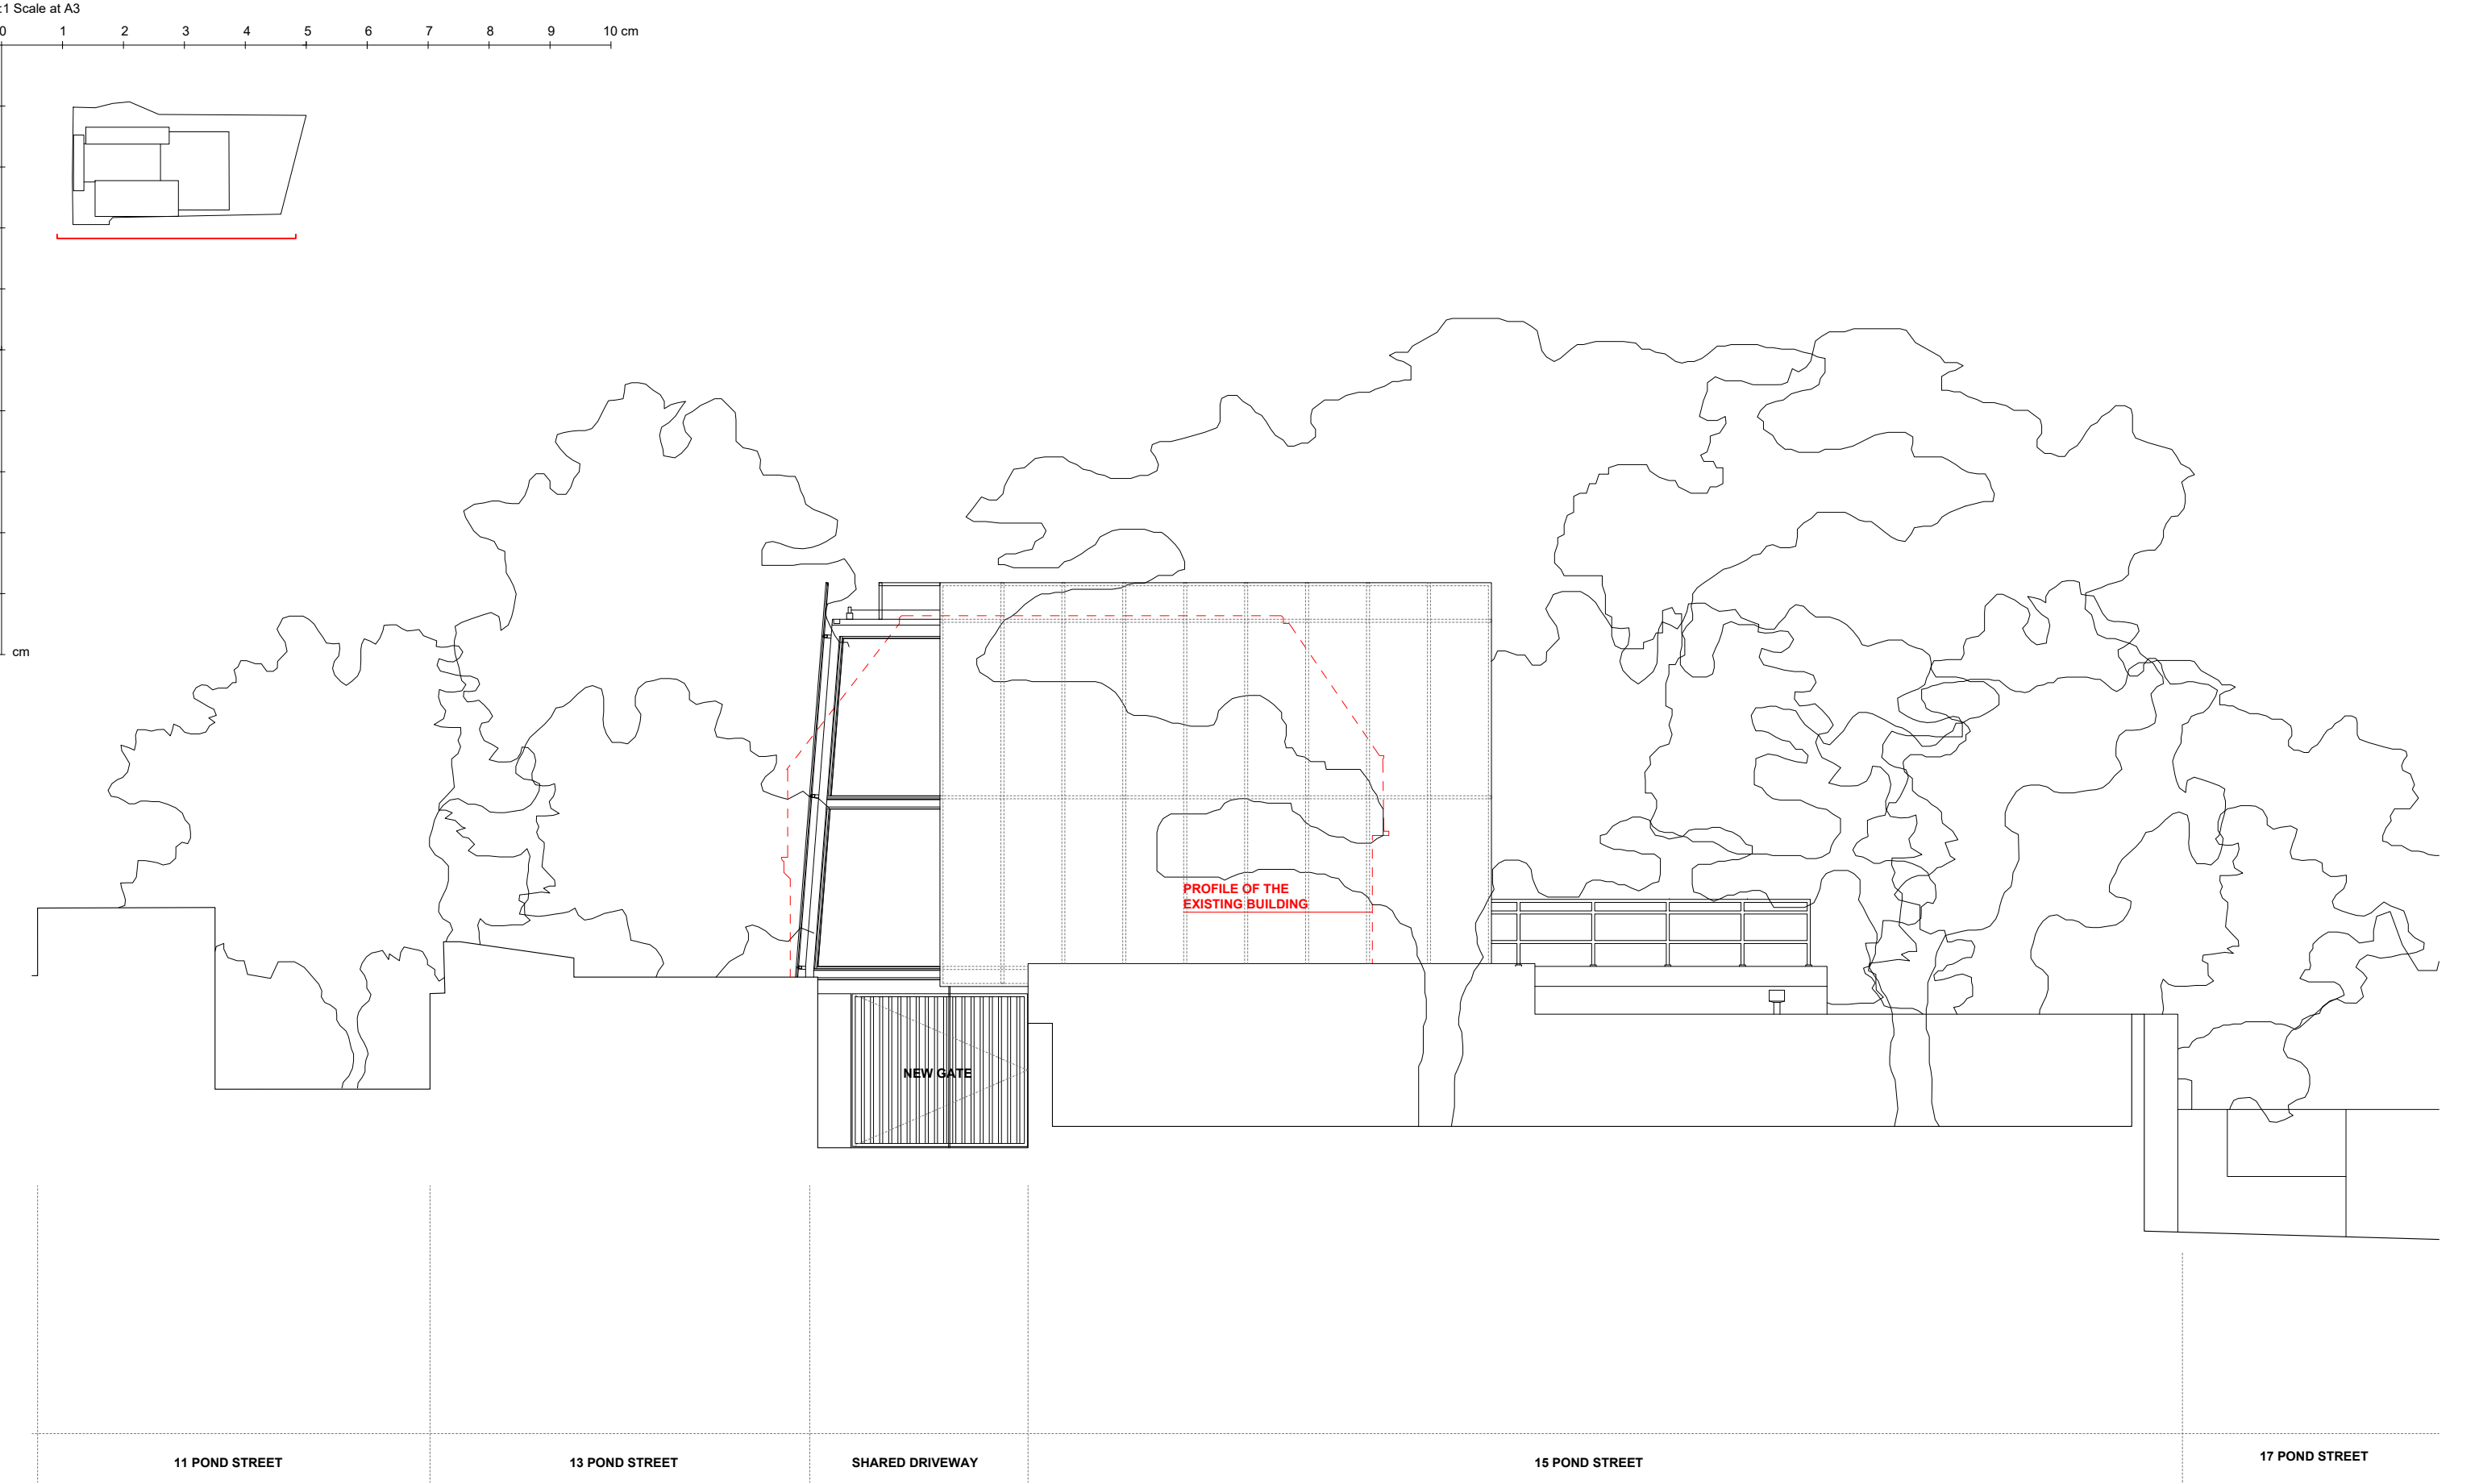 :1 Scale at A3
0 1 2 3 4 5 6 7 8 9 10 cm
cm
PROFILE OF THE
EXISTING BUILDING
NEW GATE
11 POND STREET
13 POND STREET
SHARED DRIVEWAY
15 POND STREET
17 POND STREET